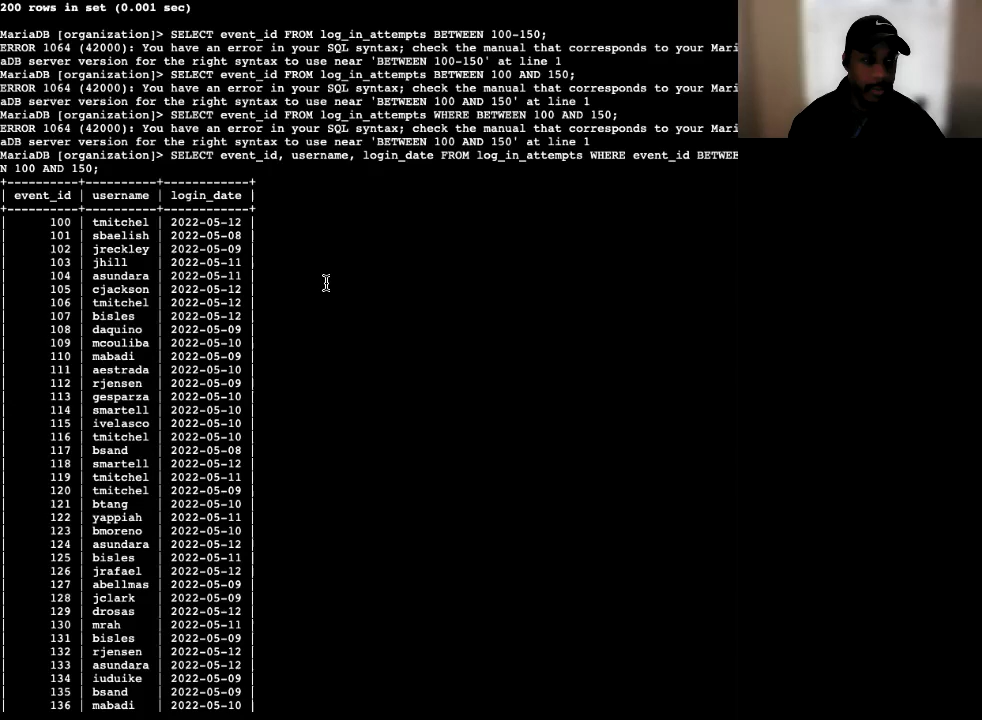 200 rows in set (0.001 sec)
MariaDB [organization]> SELECT event_id FROM log_in_attempts BETWEEN 100-150;
ERROR 1064 (42000): You have an error in your SQL syntax; check the manual that corresponds to your Mari
aDB server version for the right syntax to use near 'BETWEEN 100-150' at line 1
MariaDB [organization]> SELECT event_id FROM log_in_attempts BETWEEN 100 AND 150;
ERROR 1064 (42000): You have an error in your SQL syntax; check the manual that corresponds to your Mari
aDB server version for the right syntax to use near 'BETWEEN 100 AND 150' at line 1
MariaDB [organization]> SELECT event_id FROM log_in_attempts WHERE BETWEEN 100 AND 150;
ERROR 1064 (42000): You have an error in your SQL syntax; check the manual that corresponds to your Mari
aDB server version for the right syntax to use near 'BETWEEN 100 AND 150' at line 1
MariaDB [organization]> SELECT event_id, username, login_date FROM log_in_attempts WHERE event_id BETWEE
N 100 AND 150;
+----------+----------+------------+
| event_id | username | login_date |
+----------+----------+------------+
| 100 | tmitchel | 2022-05-12 |
| 101 | sbaelish | 2022-05-08 |
| 102 | jreckley | 2022-05-09 |
| 103 | jhill | 2022-05-11 |
| 104 | asundara | 2022-05-11 |
| 105 | cjackson | 2022-05-12 |
| 106 | tmitchel | 2022-05-12 |
| 107 | bisles | 2022-05-12 |
| 108 | daquino | 2022-05-09 |
| 109 | mcouliba | 2022-05-10 |
| 110 | mabadi | 2022-05-09 |
| 111 | aestrada | 2022-05-10 |
| 112 | rjensen | 2022-05-09 |
| 113 | gesparza | 2022-05-10 |
| 114 | smartell | 2022-05-10 |
| 115 | ivelasco | 2022-05-10 |
| 116 | tmitchel | 2022-05-10 |
| 117 | bsand | 2022-05-08 |
| 118 | smartell | 2022-05-12 |
| 119 | tmitchel | 2022-05-11 |
| 120 | tmitchel | 2022-05-09 |
| 121 | btang | 2022-05-10 |
| 122 | yappiah | 2022-05-11 |
| 123 | bmoreno | 2022-05-10 |
| 124 | asundara | 2022-05-12 |
| 125 | bisles | 2022-05-11 |
| 126 | jrafael | 2022-05-12 |
| 127 | abellmas | 2022-05-09 |
| 128 | jclark | 2022-05-09 |
| 129 | drosas | 2022-05-12 |
| 130 | mrah | 2022-05-11 |
| 131 | bisles | 2022-05-09 |
| 132 | rjensen | 2022-05-12 |
| 133 | asundara | 2022-05-12 |
| 134 | iuduike | 2022-05-09 |
| 135 | bsand | 2022-05-09 |
| 136 | mabadi | 2022-05-10 |